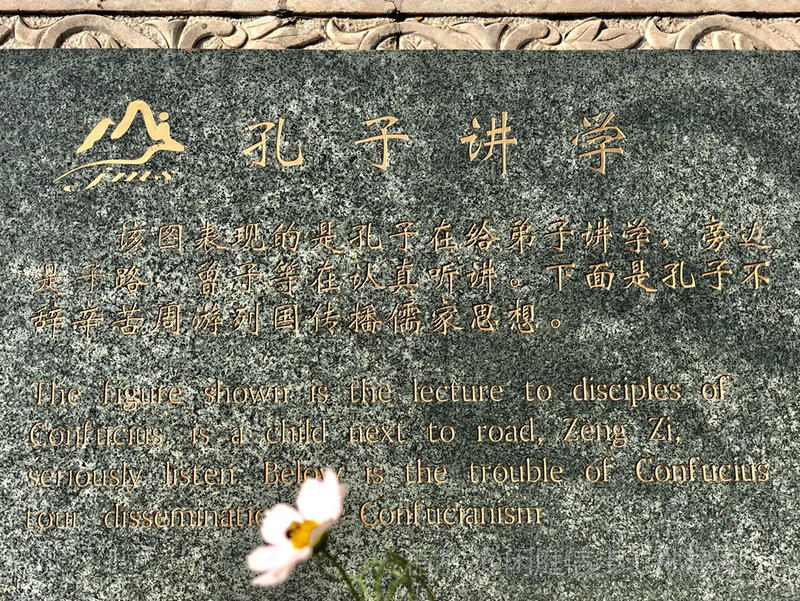 孔子讲学
该图表现的是孔子在给弟子讲学，旁边
是子路、曾子等在认真听讲。下面是孔子不
辞辛苦周游列国传播儒家思想。
The figure shown is the lecture to disciples of
Confucius, is a child next to road, Zeng Zi,
seriously listen. Below is the trouble of Confucius
tour disseminatio Confucianism